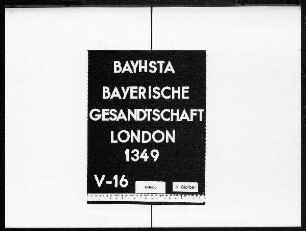 BAYHSTA
BAYERISCHE
GESANDTSCHAFT
LONDON
1349
V-16